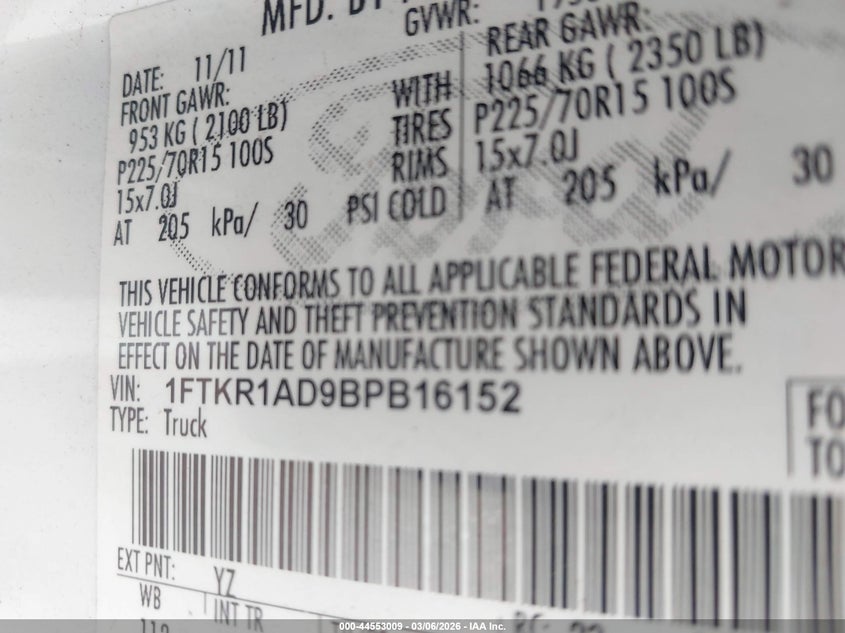 MFD. BY
GVWR:
DATE: 11/11
FRONT GAWR:
953 KG ( 2100 LB)
P225/70R15 100S
15x7.0J
AT 205 kPa/ 30 PSI COLD
WITH
TIRES
RIMS
REAR GAWR:
1066 KG ( 2350 LB)
P225/70R15 100S
15x7.0J
AT 205 kPa/ 30
THIS VEHICLE CONFORMS TO ALL APPLICABLE FEDERAL MOTOR
VEHICLE SAFETY AND THEFT PREVENTION STANDARDS IN
EFFECT ON THE DATE OF MANUFACTURE SHOWN ABOVE.
VIN: 1FTKR1AD9BPB16152
TYPE: Truck
FO
TO
EXT PNT: YZ
WB
INT TR
000-44553009 - 03/06/2026 - IAA Inc.